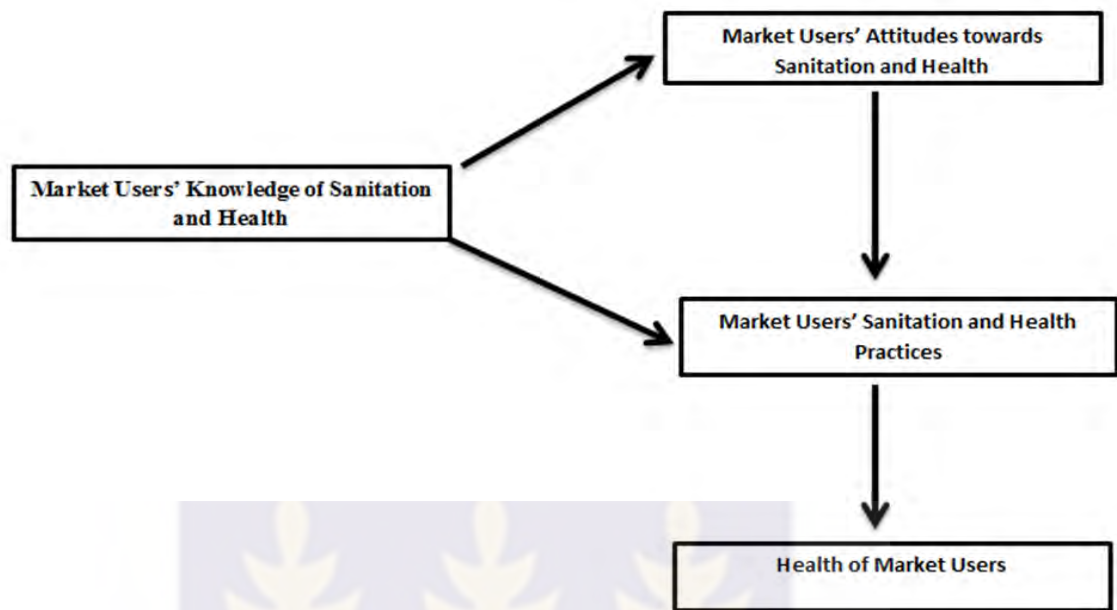 Market Users' Attitudes towards
Sanitation and Health
Market Users' Knowledge of Sanitation
and Health
Market Users' Sanitation and Health
Practices
Health of Market Users